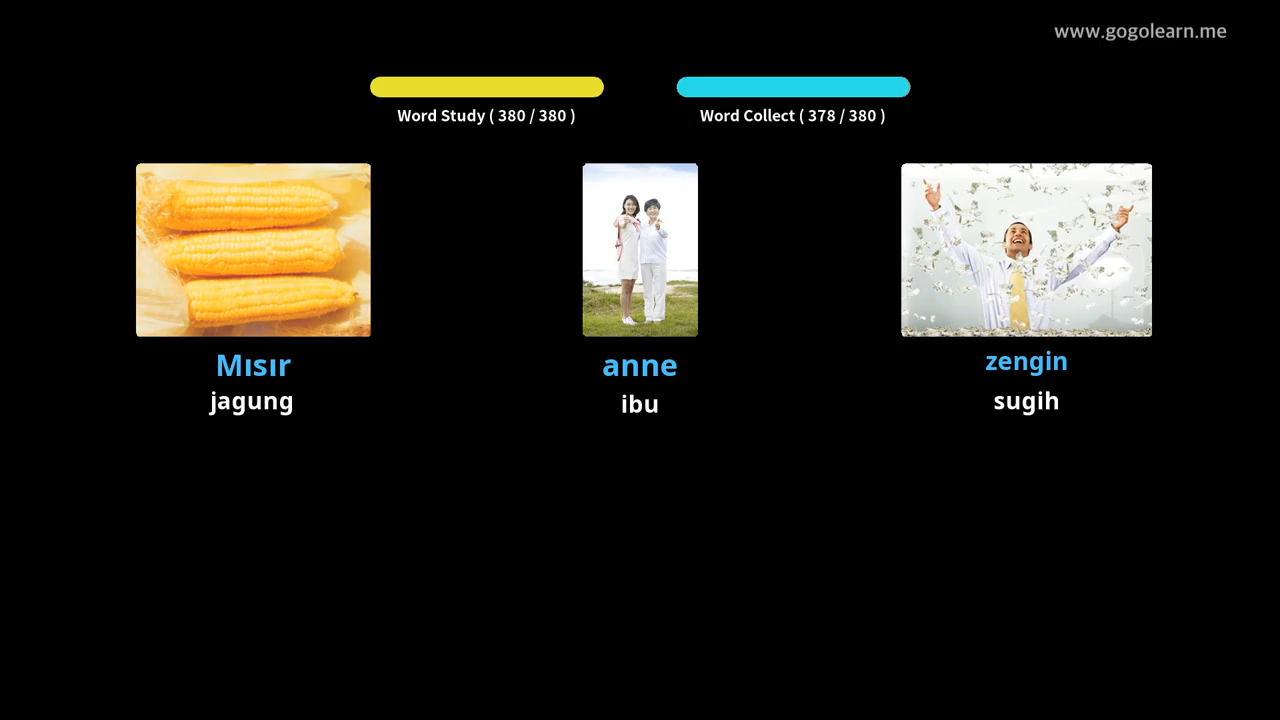 www.gogolearn.me
Word Study ( 380 / 380 )
Word Collect ( 378 / 380 )
Mısır
jagung
anne
ibu
zengin
sugih